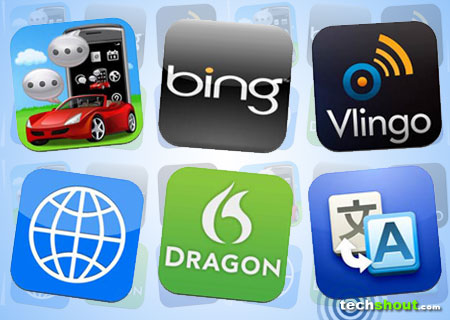 bing
Vlingo
DRAGON
文 A
techshout.com